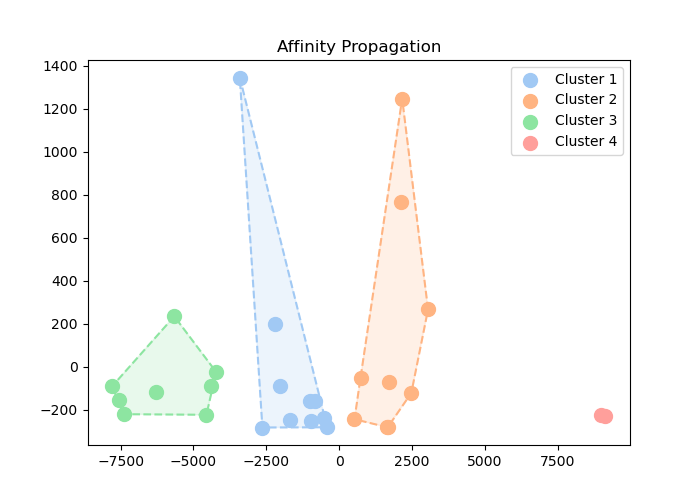 Affinity Propagation
Cluster 1
Cluster 2
Cluster 3
Cluster 4
1400
1200
1000
800
600
400
200
0
−200
−7500 −5000 −2500 0 2500 5000 7500